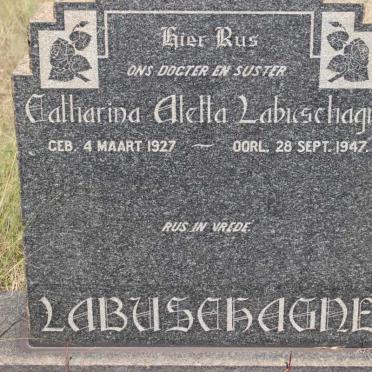 Hier Rus
ONS DOGTER EN SUSTER
Catharina Aletta Labuschagne
GEB. 4 MAART 1927 — OORL. 28 SEPT. 1947.
RUS IN VREDE
LABUSCHAGNE